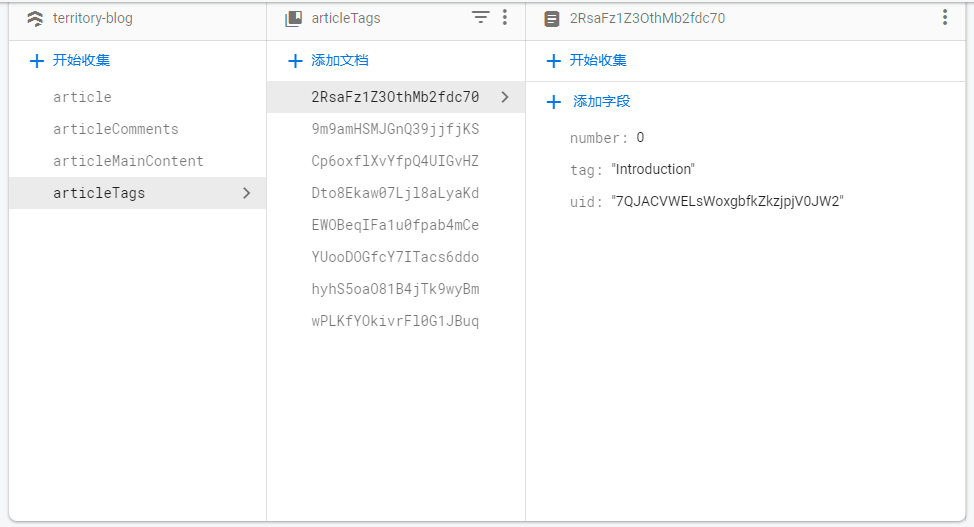 territory-blog
开始收集
article
articleComments
articleMainContent
articleTags
articleTags
添加文档
2RsaFz1Z3OthMb2fdc70
9m9amHSMJGnQ39jjfjKS
Cp6oxflXvYfpQ4UIGvHZ
Dto8Ekaw07Ljl8aLyaKd
EWOBeqIFa1u0fpab4mCe
YUooDOGfcY7ITacs6ddo
hyhS5oaO81B4jTk9wyBm
wPLKfYOkivrFl0G1JBuq
2RsaFz1Z3OthMb2fdc70
开始收集
添加字段
number: 0
tag: "Introduction"
uid: "7QJACVWELsWoxgbfkZkzjpjV0JW2"